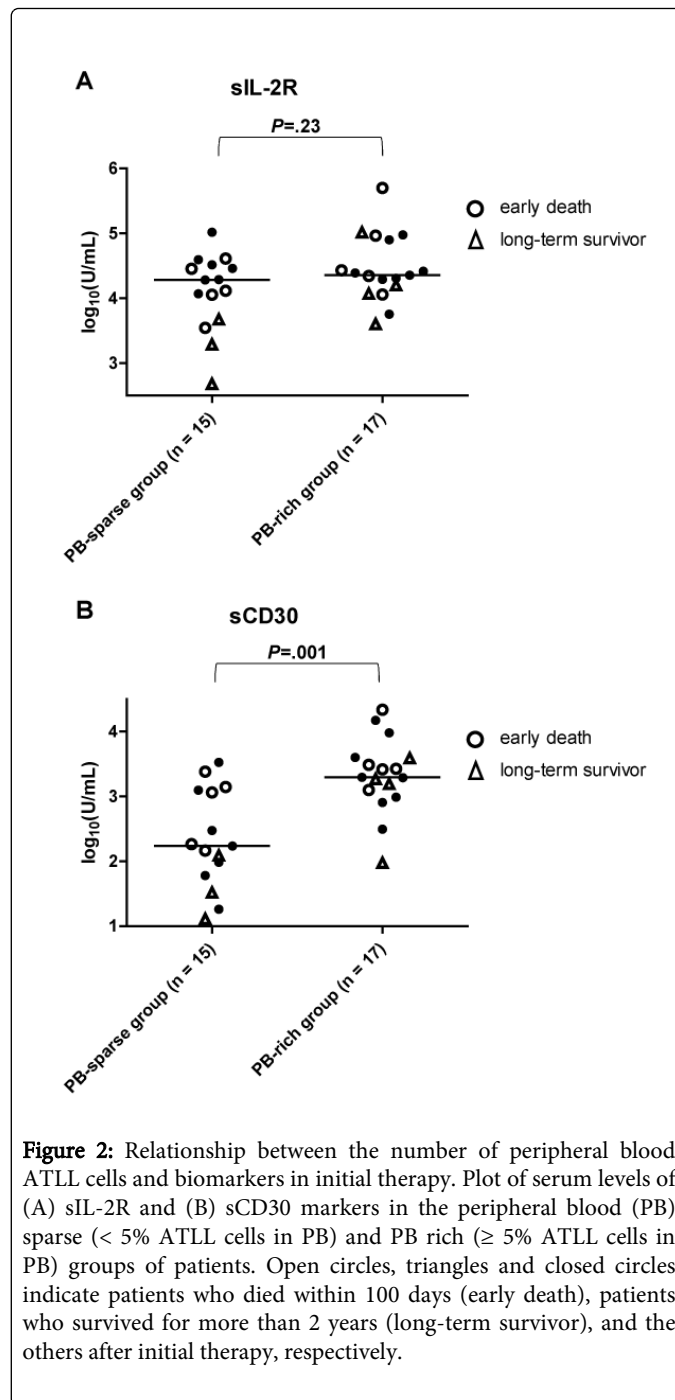 A
sIL-2R
P=.23
6
5
4
3
log10(U/mL)
early death
long-term survivor
PB-sparse group (n = 15)
PB-rich group (n = 17)
B
sCD30
P=.001
4
3
2
1
log10(U/mL)
early death
long-term survivor
PB-sparse group (n = 15)
PB-rich group (n = 17)
Figure 2: Relationship between the number of peripheral blood
ATLL cells and biomarkers in initial therapy. Plot of serum levels of
(A) sIL-2R and (B) sCD30 markers in the peripheral blood (PB)
sparse (< 5% ATLL cells in PB) and PB rich (≥ 5% ATLL cells in
PB) groups of patients. Open circles, triangles and closed circles
indicate patients who died within 100 days (early death), patients
who survived for more than 2 years (long-term survivor), and the
others after initial therapy, respectively.